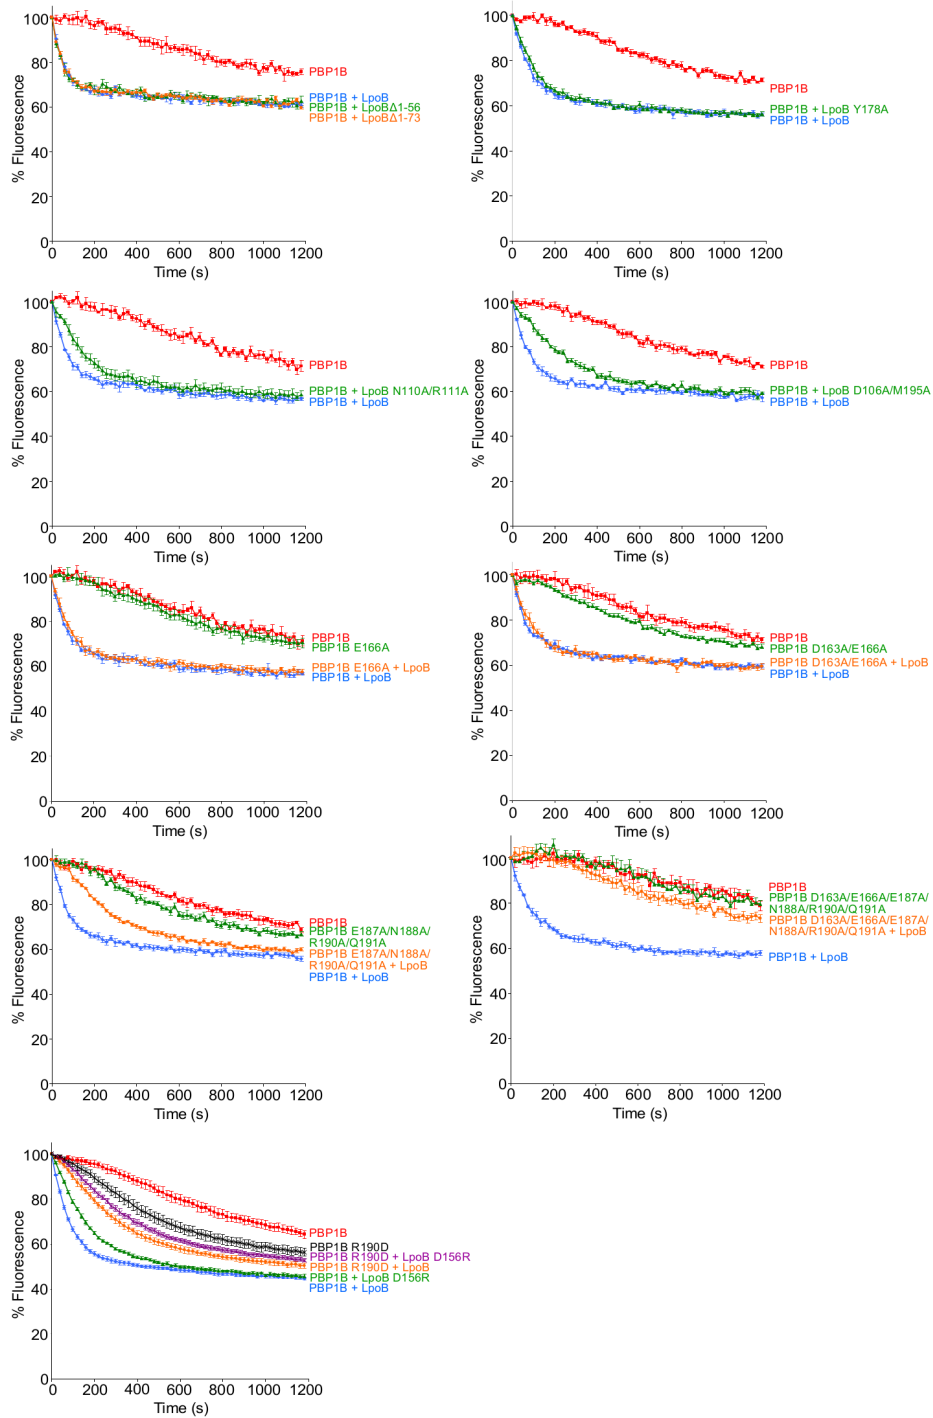 100
80
60
40
20
0
% Fluorescence
0 200 400 600 800 1000 1200
Time (s)
PBP1B
PBP1B + LpoB
PBP1B + LpoBΔ1-56
PBP1B + LpoBΔ1-73
100
80
60
40
20
0
% Fluorescence
0 200 400 600 800 1000 1200
Time (s)
PBP1B
PBP1B + LpoB Y178A
PBP1B + LpoB
100
80
60
40
20
0
% Fluorescence
0 200 400 600 800 1000 1200
Time (s)
PBP1B
PBP1B + LpoB N110A/R111A
PBP1B + LpoB
100
80
60
40
20
0
% Fluorescence
0 200 400 600 800 1000 1200
Time (s)
PBP1B
PBP1B + LpoB D106A/M195A
PBP1B + LpoB
100
80
60
40
20
0
% Fluorescence
0 200 400 600 800 1000 1200
Time (s)
PBP1B
PBP1B E166A
PBP1B E166A + LpoB
PBP1B + LpoB
100
80
60
40
20
0
% Fluorescence
0 200 400 600 800 1000 1200
Time (s)
PBP1B
PBP1B D163A/E166A
PBP1B D163A/E166A + LpoB
PBP1B + LpoB
100
80
60
40
20
0
% Fluorescence
0 200 400 600 800 1000 1200
Time (s)
PBP1B
PBP1B E187A/N188A/
R190A/Q191A
PBP1B E187A/N188A/
R190A/Q191A + LpoB
PBP1B + LpoB
100
80
60
40
20
0
% Fluorescence
0 200 400 600 800 1000 1200
Time (s)
PBP1B
PBP1B D163A/E166A/E187A/
N188A/R190A/Q191A
PBP1B D163A/E166A/E187A/
N188A/R190A/Q191A + LpoB
PBP1B + LpoB
100
80
60
40
20
0
% Fluorescence
0 200 400 600 800 1000 1200
Time (s)
PBP1B
PBP1B R190D
PBP1B R190D + LpoB D156R
PBP1B R190D + LpoB
PBP1B + LpoB D156R
PBP1B + LpoB